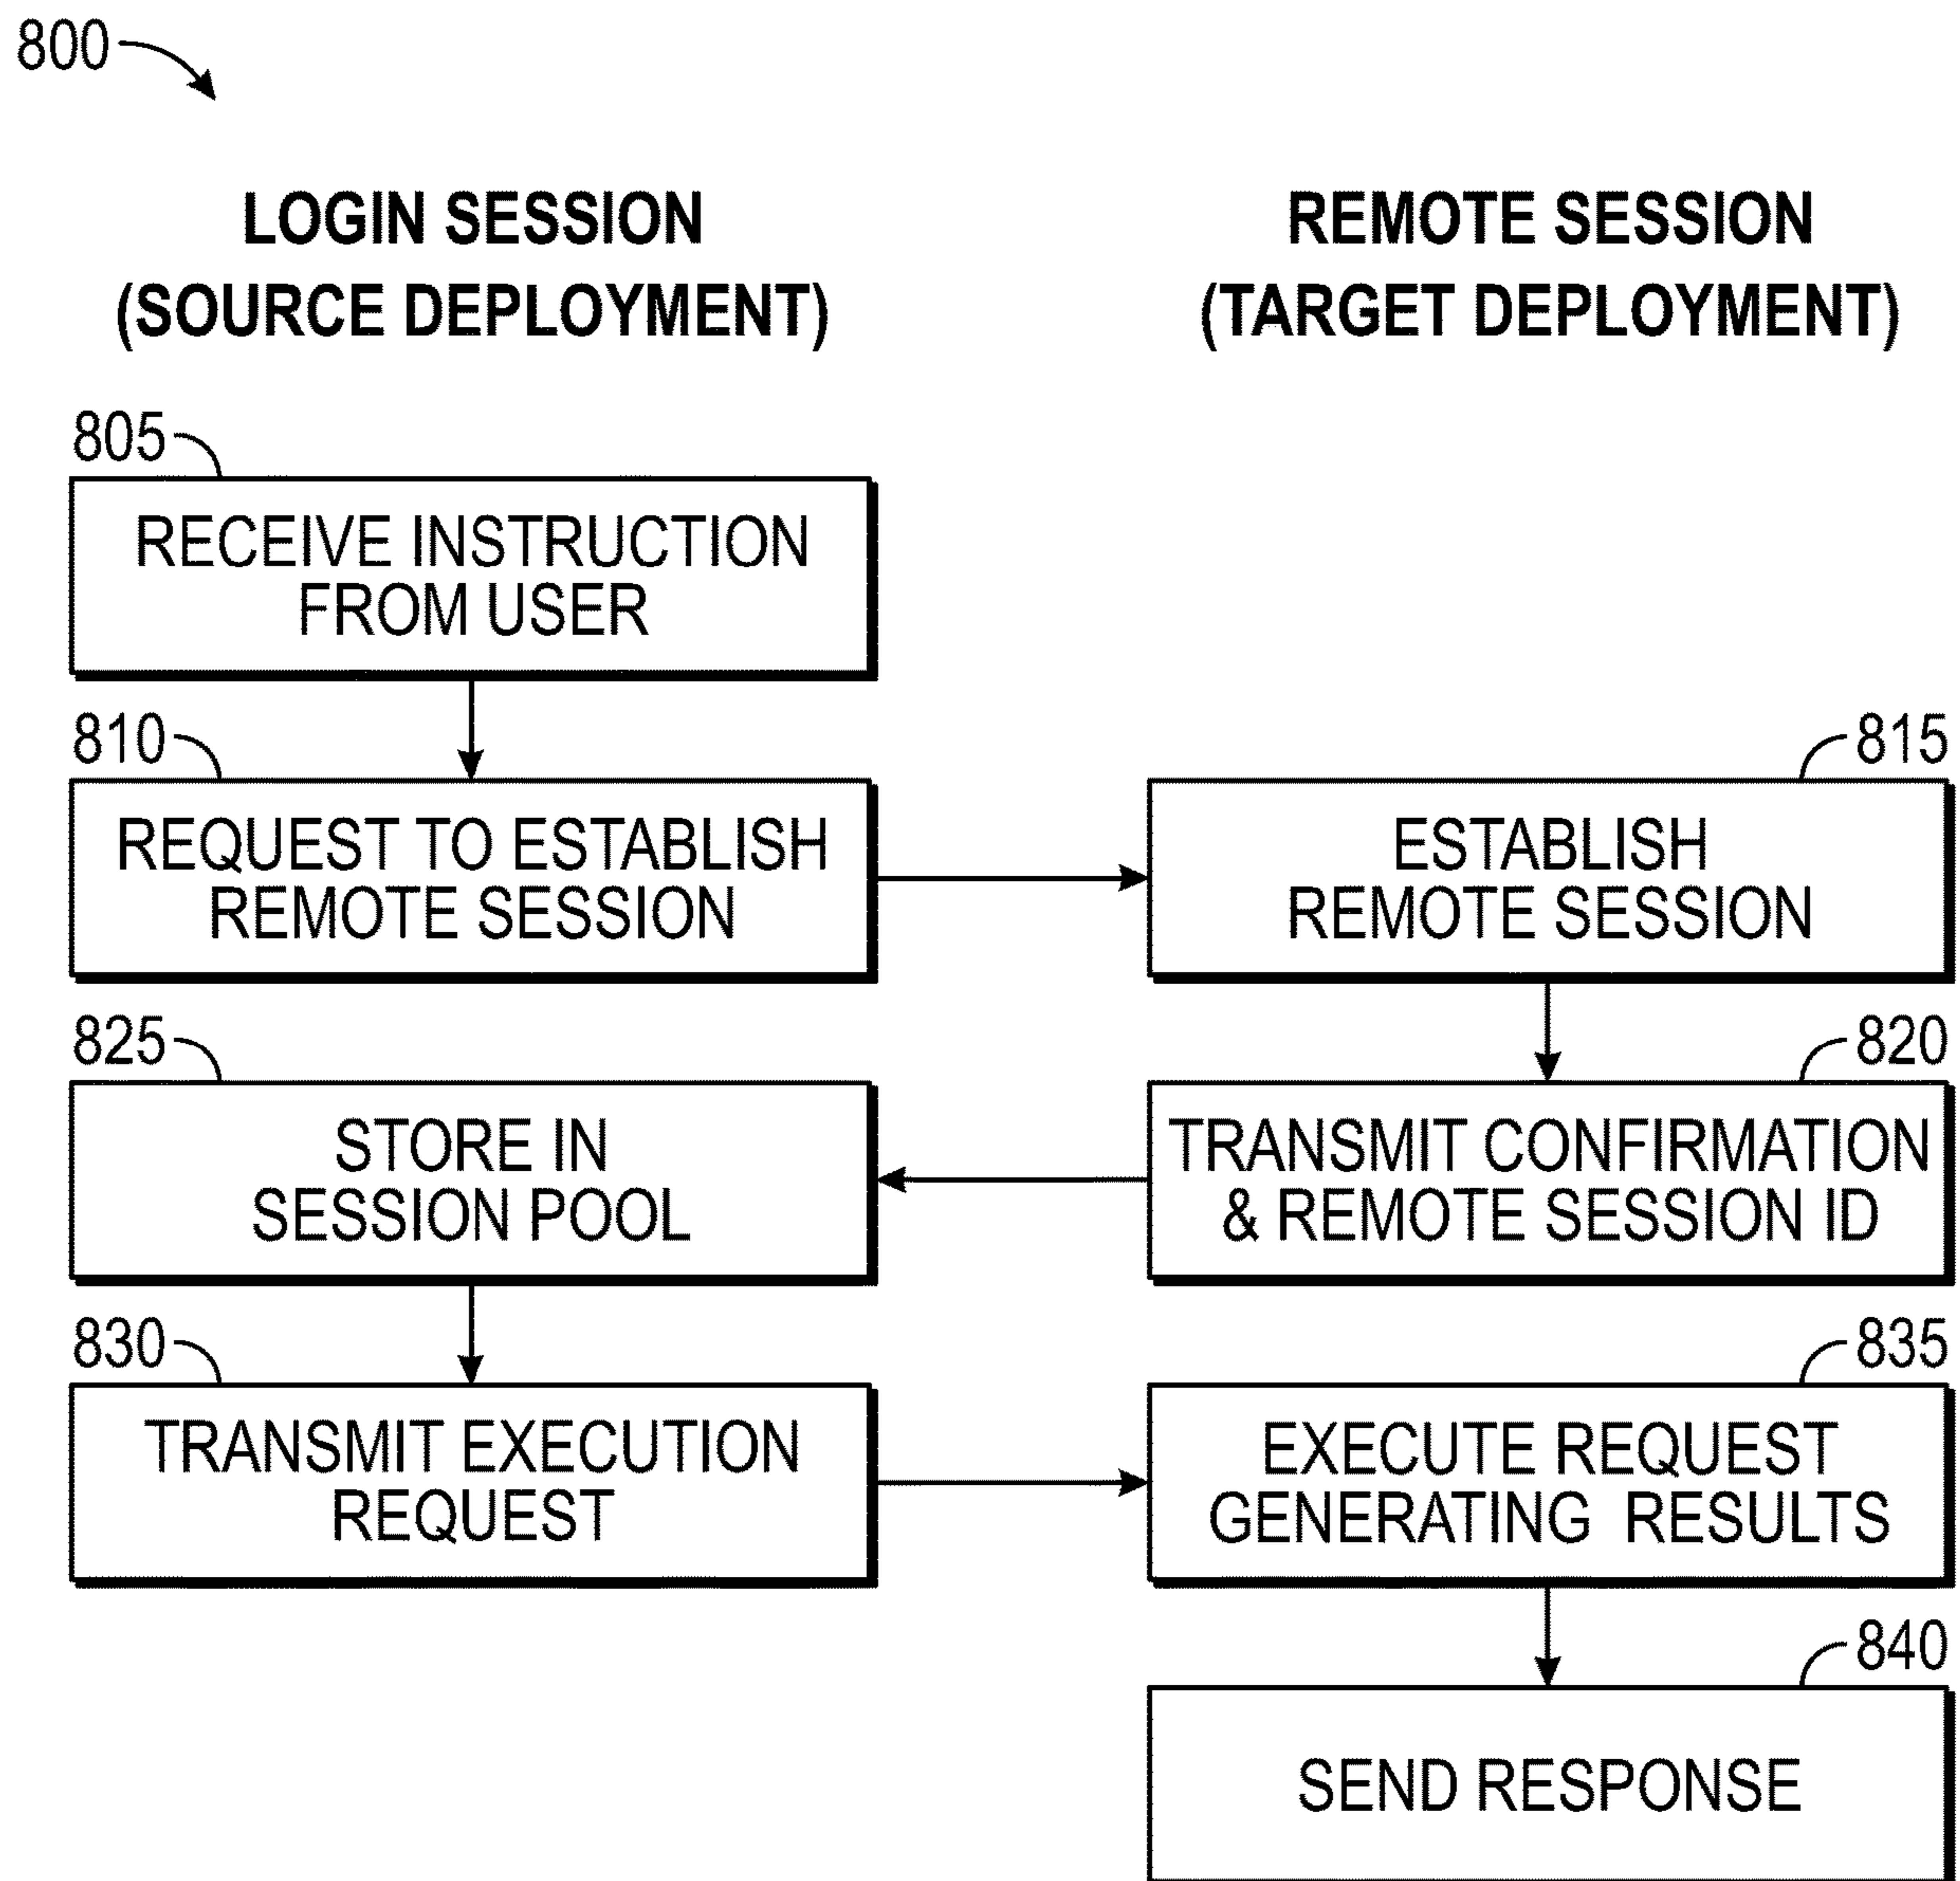 800
LOGIN SESSION
(SOURCE DEPLOYMENT)
REMOTE SESSION
(TARGET DEPLOYMENT)
805
RECEIVE INSTRUCTION
FROM USER
810
REQUEST TO ESTABLISH
REMOTE SESSION
815
ESTABLISH
REMOTE SESSION
820
TRANSMIT CONFIRMATION
& REMOTE SESSION ID
825
STORE IN
SESSION POOL
830
TRANSMIT EXECUTION
REQUEST
835
EXECUTE REQUEST
GENERATING RESULTS
840
SEND RESPONSE